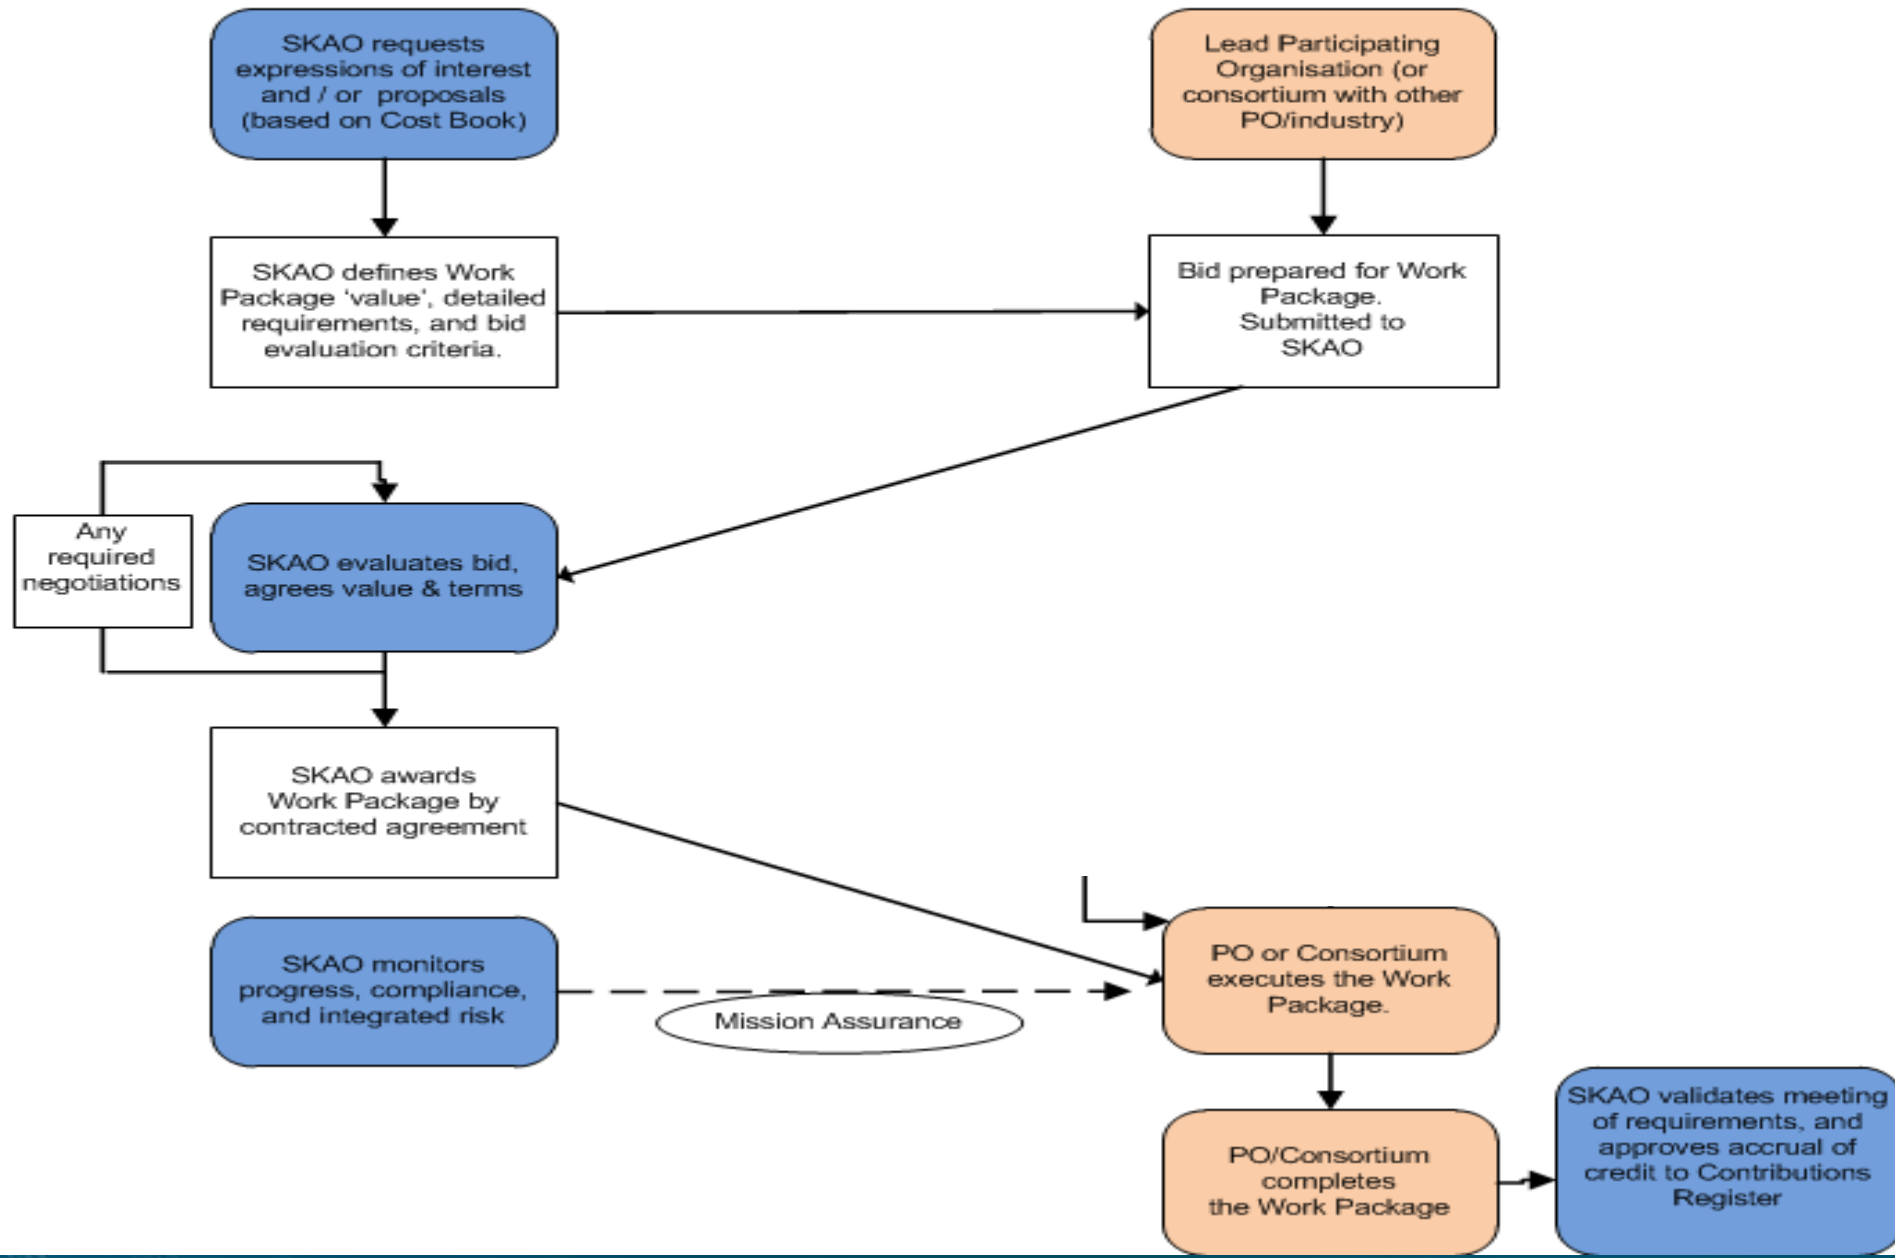 SKAO requests
expressions of interest
and / or proposals
(based on Cost Book)
Lead Participating
Organisation (or
consortium with other
PO/industry)
SKAO defines Work
Package ‘value’, detailed
requirements, and bid
evaluation criteria.
Bid prepared for Work
Package.
Submitted to
SKAO
Any
required
negotiations
SKAO evaluates bid,
agrees value & terms
SKAO awards
Work Package by
contracted agreement
SKAO monitors
progress, compliance,
and integrated risk
Mission Assurance
PO or Consortium
executes the Work
Package.
PO/Consortium
completes
the Work Package
SKAO validates meeting
of requirements, and
approves accrual of
credit to Contributions
Register